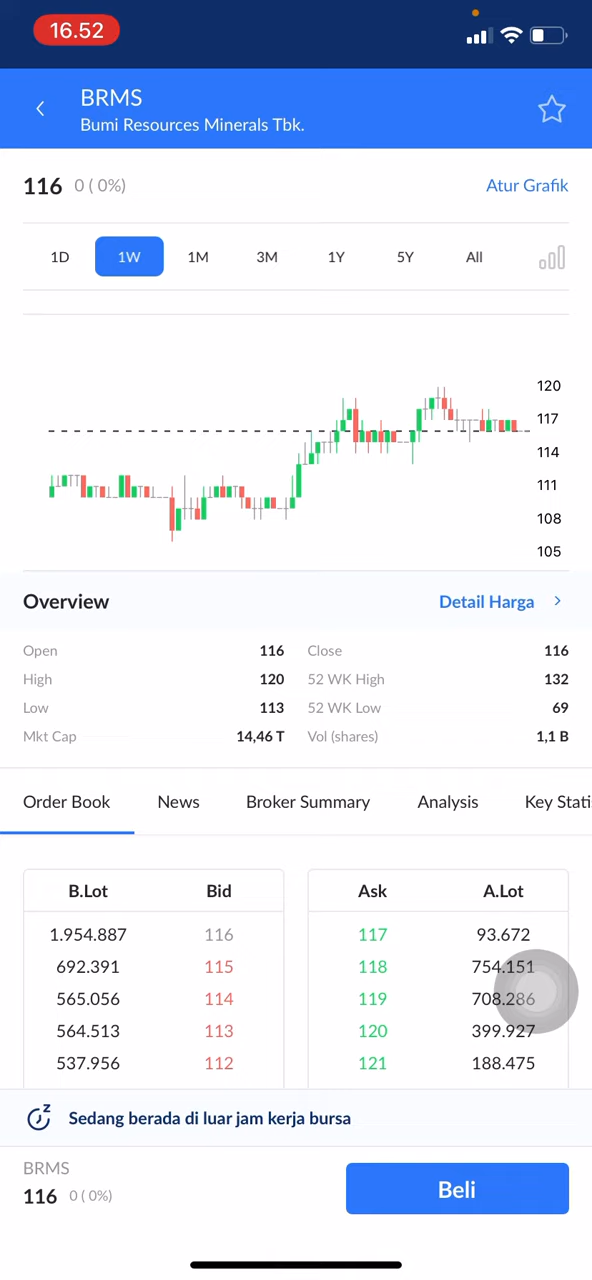 16.52
BRMS
Bumi Resources Minerals Tbk.
116 0 ( 0%) Atur Grafik
1D 1W 1M 3M 1Y 5Y All
120
117
114
111
108
105
Overview Detail Harga
Open 116 Close 116
High 120 52 WK High 132
Low 113 52 WK Low 69
Mkt Cap 14,46 T Vol (shares) 1,1 B
Order Book News Broker Summary Analysis Key Stati
B.Lot Bid Ask A.Lot
1.954.887 116 117 93.672
692.391 115 118 754.151
565.056 114 119 708.286
564.513 113 120 399.927
537.956 112 121 188.475
Sedang berada di luar jam kerja bursa
BRMS
116 0 ( 0%)
Beli